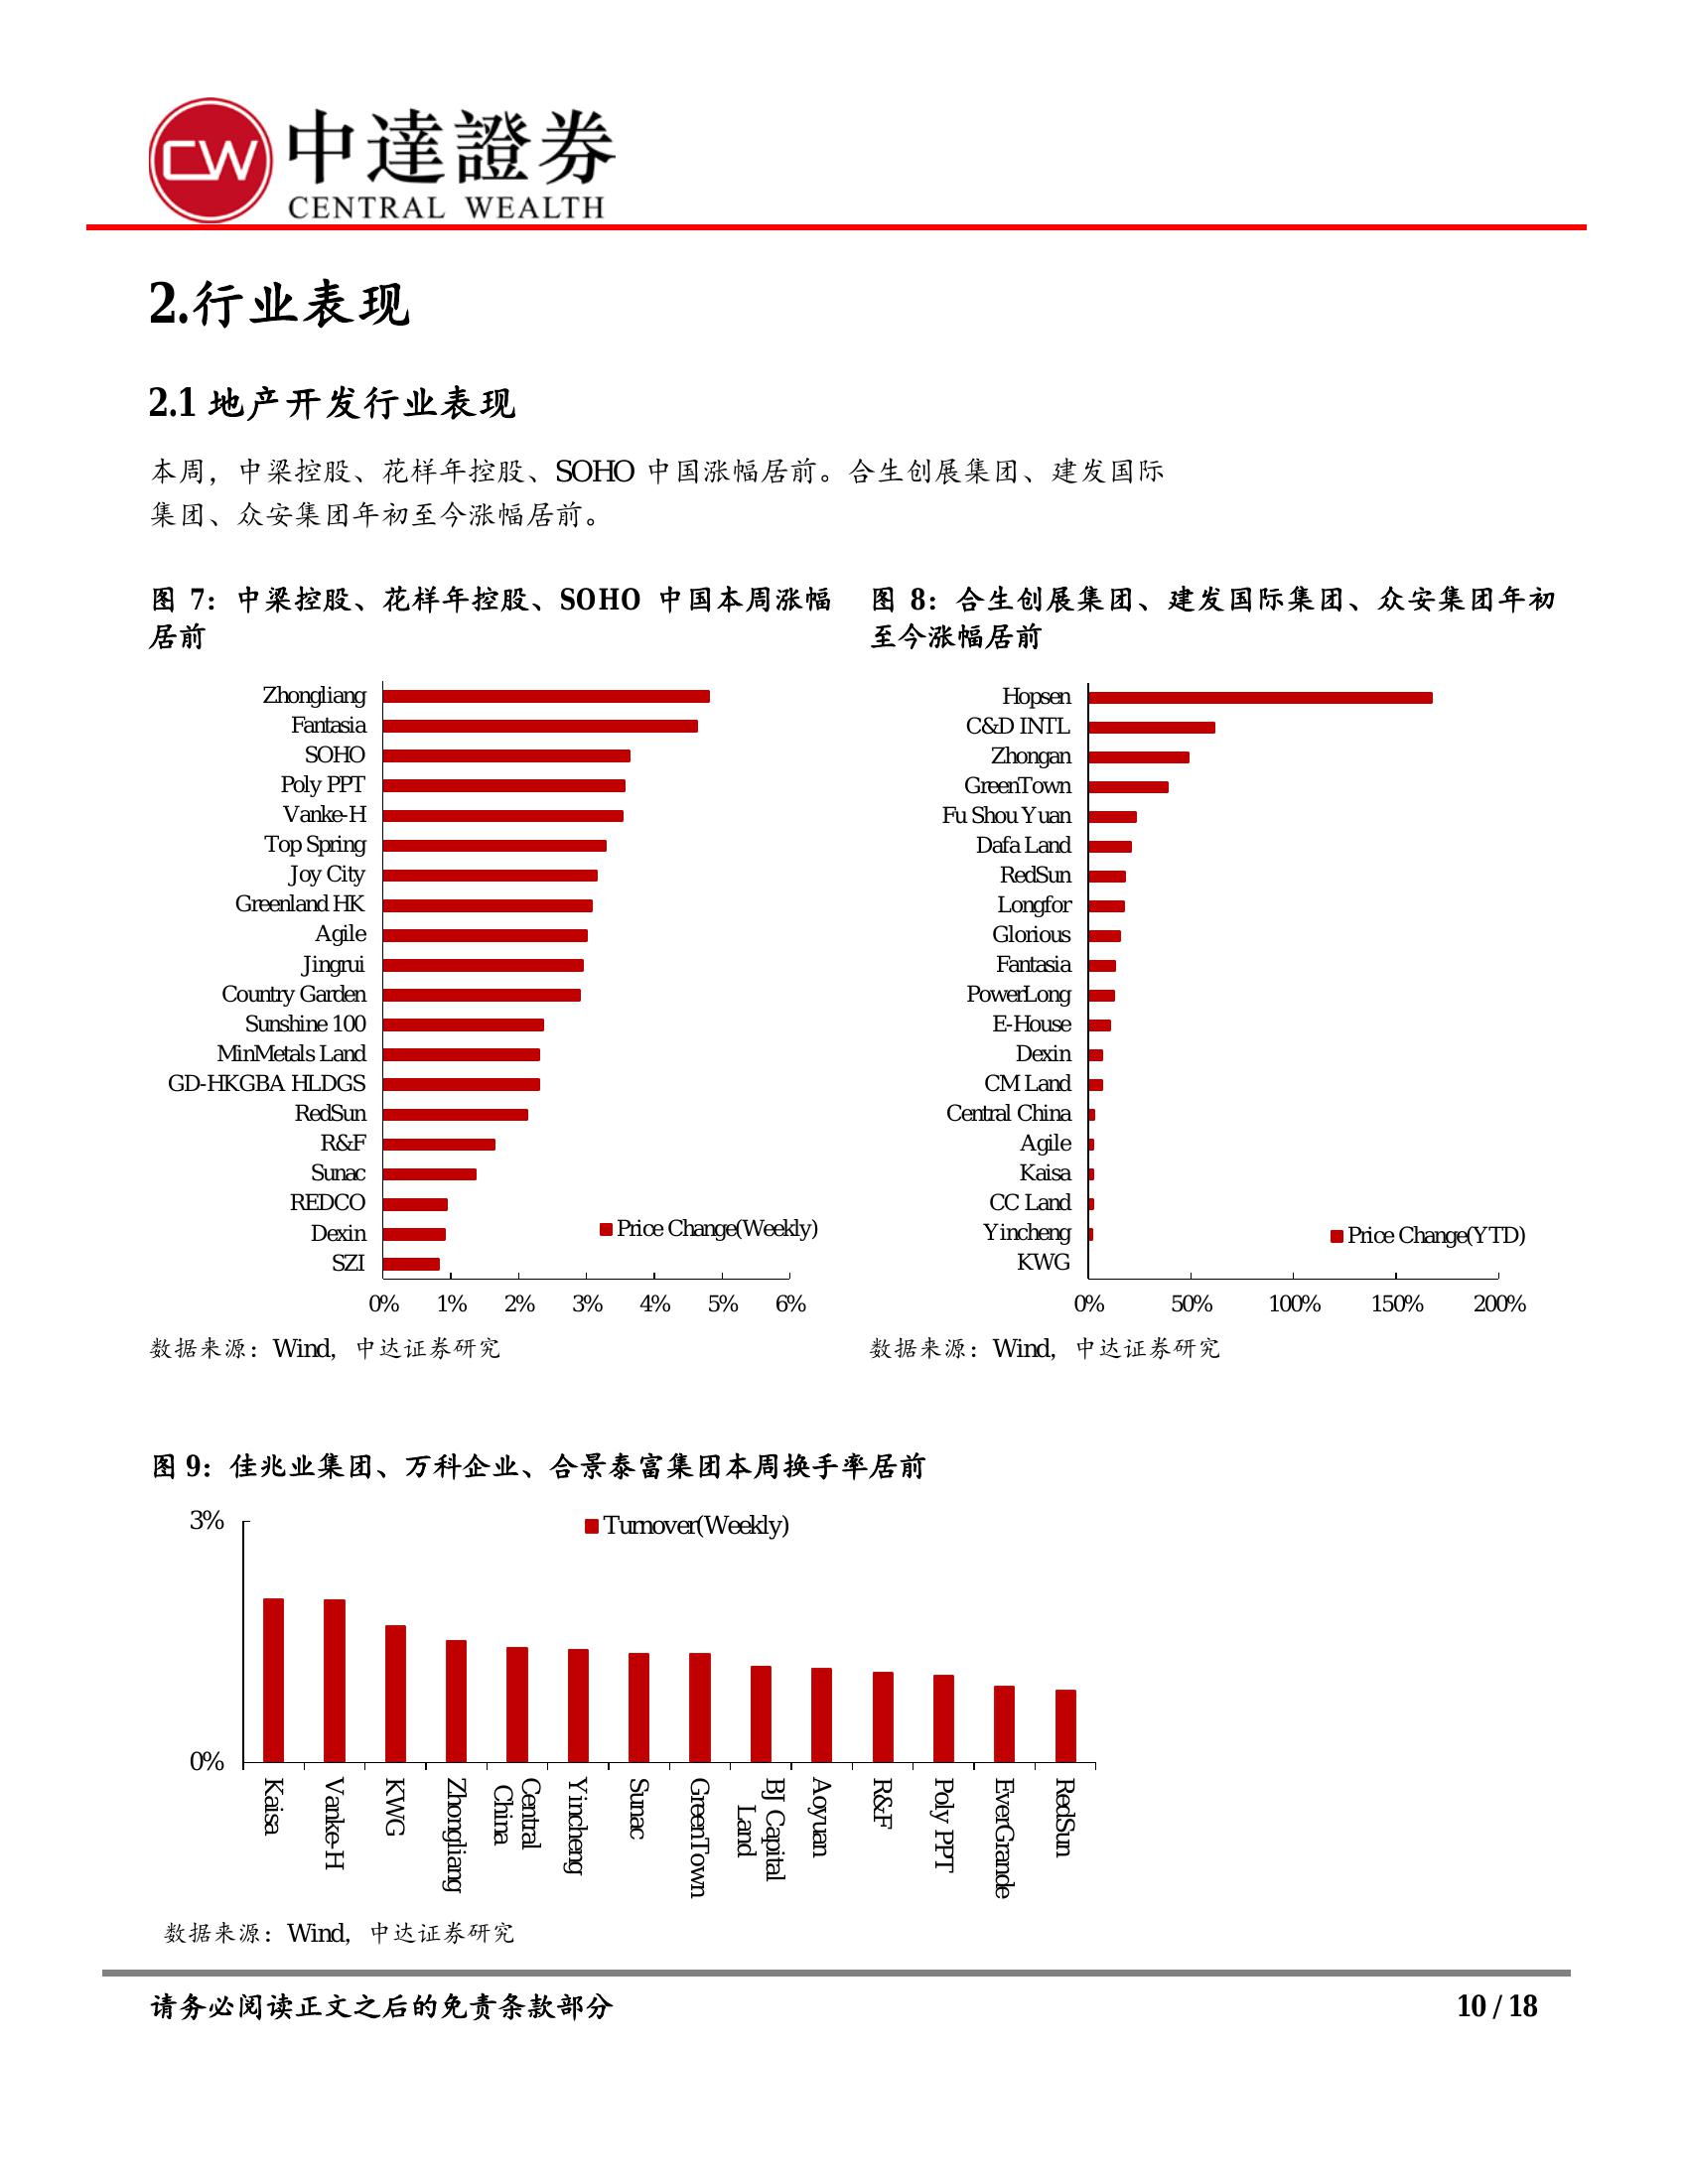 CW 中達證券
CENTRAL WEALTH
2.行业表现
2.1 地产开发行业表现
本周，中梁控股、花样年控股、SOHO 中国涨幅居前。合生创展集团、建发国际
集团、众安集团年初至今涨幅居前。
图 7：中梁控股、花样年控股、SOHO 中国本周涨幅
居前
Zhongliang
Fantasia
SOHO
Poly PPT
Vanke-H
Top Spring
Joy City
Greenland HK
Agile
Jingrui
Country Garden
Sunshine 100
MinMetals Land
GD-HKGBA HLDGS
RedSun
R&F
Sunac
REDCO
Dexin
SZI
Price Change(Weekly)
0% 1% 2% 3% 4% 5% 6%
数据来源：Wind，中达证券研究
图 8：合生创展集团、建发国际集团、众安集团年初
至今涨幅居前
Hopsen
C&D INTL
Zhongan
GreenTown
Fu Shou Yuan
Dafa Land
RedSun
Longfor
Glorious
Fantasia
PowerLong
E-House
Dexin
CM Land
Central China
Agile
Kaisa
CC Land
Yincheng
KWG
Price Change(YTD)
0% 50% 100% 150% 200%
数据来源：Wind，中达证券研究
图 9：佳兆业集团、万科企业、合景泰富集团本周换手率居前
3%
Turnover(Weekly)
0%
Kaisa
Vanke-H
KWG
Zhongliang
Central
China
Yincheng
Sunac
GreenTown
BJ Capital
Land
Aoyuan
R&F
Poly PPT
EverGrande
RedSun
数据来源：Wind，中达证券研究
请务必阅读正文之后的免责条款部分
10 / 18